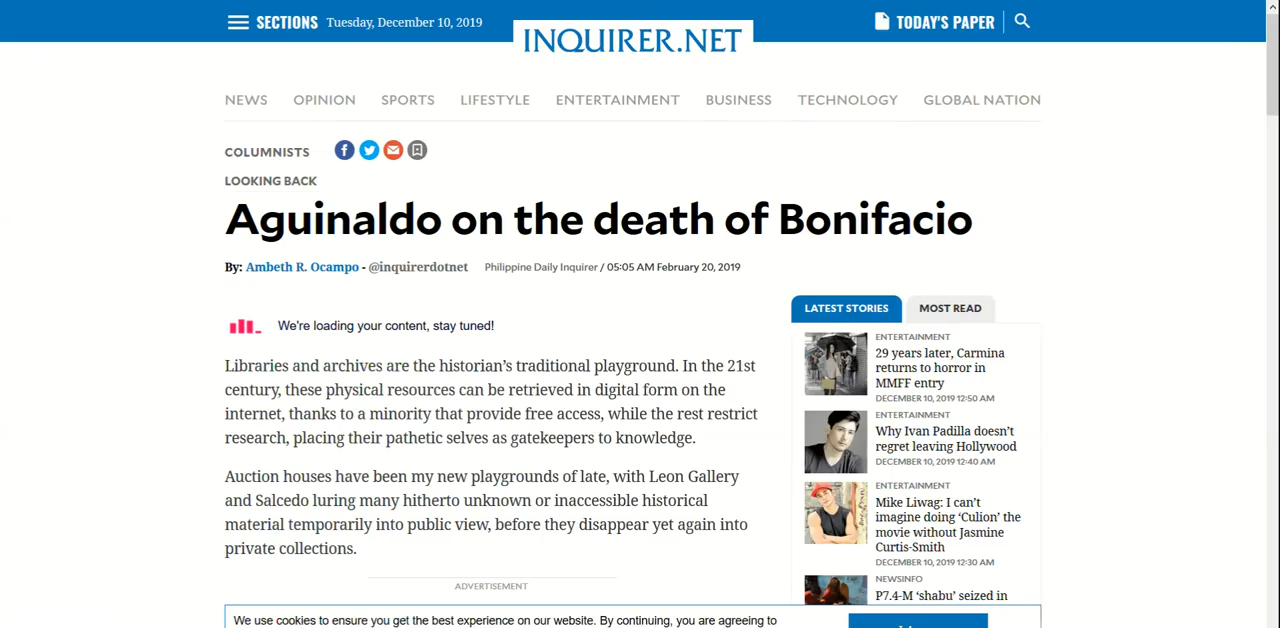 SECTIONS Tuesday, December 10, 2019
INQUIRER.NET
TODAY'S PAPER
NEWS OPINION SPORTS LIFESTYLE ENTERTAINMENT BUSINESS TECHNOLOGY GLOBAL NATION
COLUMNISTS
LOOKING BACK
Aguinaldo on the death of Bonifacio
By: Ambeth R. Ocampo - @inquirerdotnet Philippine Daily Inquirer / 05:05 AM February 20, 2019
We're loading your content, stay tuned!
Libraries and archives are the historian's traditional playground. In the 21st
century, these physical resources can be retrieved in digital form on the
internet, thanks to a minority that provide free access, while the rest restrict
research, placing their pathetic selves as gatekeepers to knowledge.
Auction houses have been my new playgrounds of late, with Leon Gallery
and Salcedo luring many hitherto unknown or inaccessible historical
material temporarily into public view, before they disappear yet again into
private collections.
ADVERTISEMENT
LATEST STORIES MOST READ
ENTERTAINMENT
29 years later, Carmina
returns to horror in
MMFF entry
DECEMBER 10, 2019 12:50 AM
ENTERTAINMENT
Why Ivan Padilla doesn't
regret leaving Hollywood
DECEMBER 10, 2019 12:40 AM
ENTERTAINMENT
Mike Liwag: I can't
imagine doing 'Culion' the
movie without Jasmine
Curtis-Smith
DECEMBER 10, 2019 12:30 AM
NEWSINFO
P7.4-M 'shabu' seized in
We use cookies to ensure you get the best experience on our website. By continuing, you are agreeing to